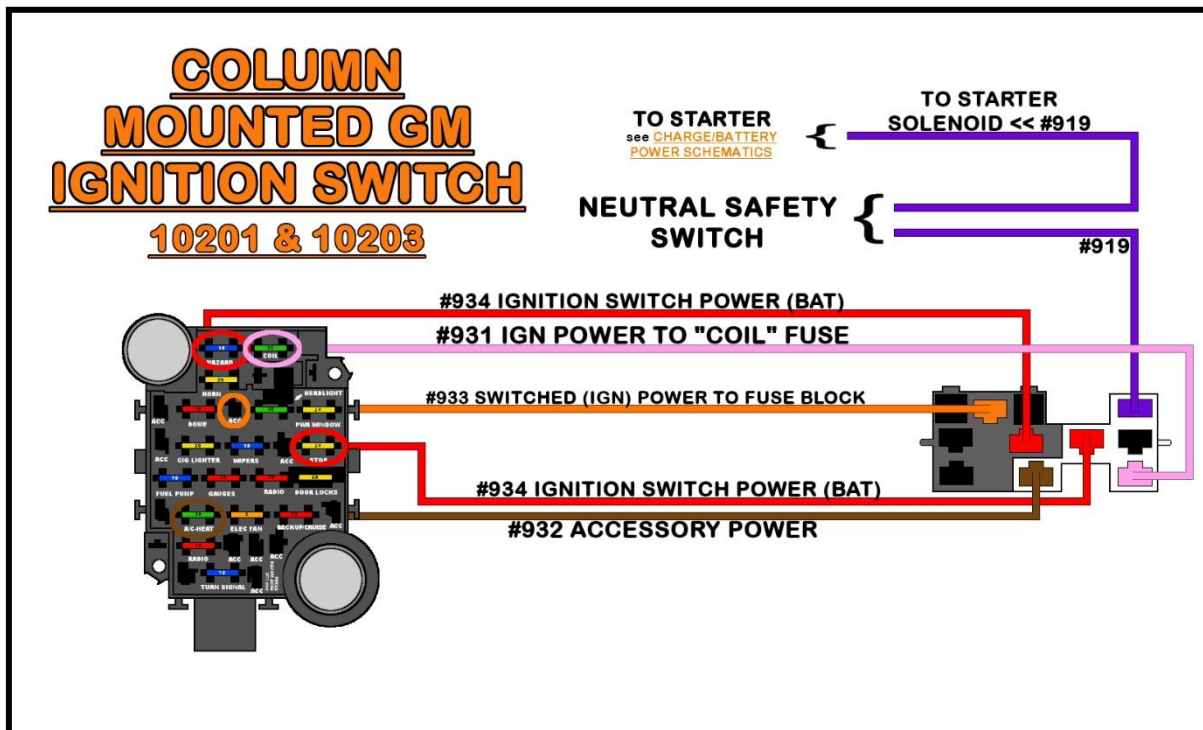 COLUMN
MOUNTED GM
IGNITION SWITCH
10201 & 10203
TO STARTER
see CHARGE/BATTERY
POWER SCHEMATICS
TO STARTER
SOLENOID << #919
NEUTRAL SAFETY
SWITCH
#919
#934 IGNITION SWITCH POWER (BAT)
#931 IGN POWER TO "COIL" FUSE
#933 SWITCHED (IGN) POWER TO FUSE BLOCK
#934 IGNITION SWITCH POWER (BAT)
#932 ACCESSORY POWER
HAZARD
COIL
HORN
HEADLIGHT
ACC
DOME
ACC
PWR WINDOW
ACC
CIG LIGHTER
WIPERS
ACC
STOP
FUEL PUMP
GAUGES
RADIO
DOOR LOCKS
A/C-HEAT
ELEC FAN
BACKUP/CRUISE
ACC
RADIO
ACC
ACC
ACC
TURN SIGNAL
ACC